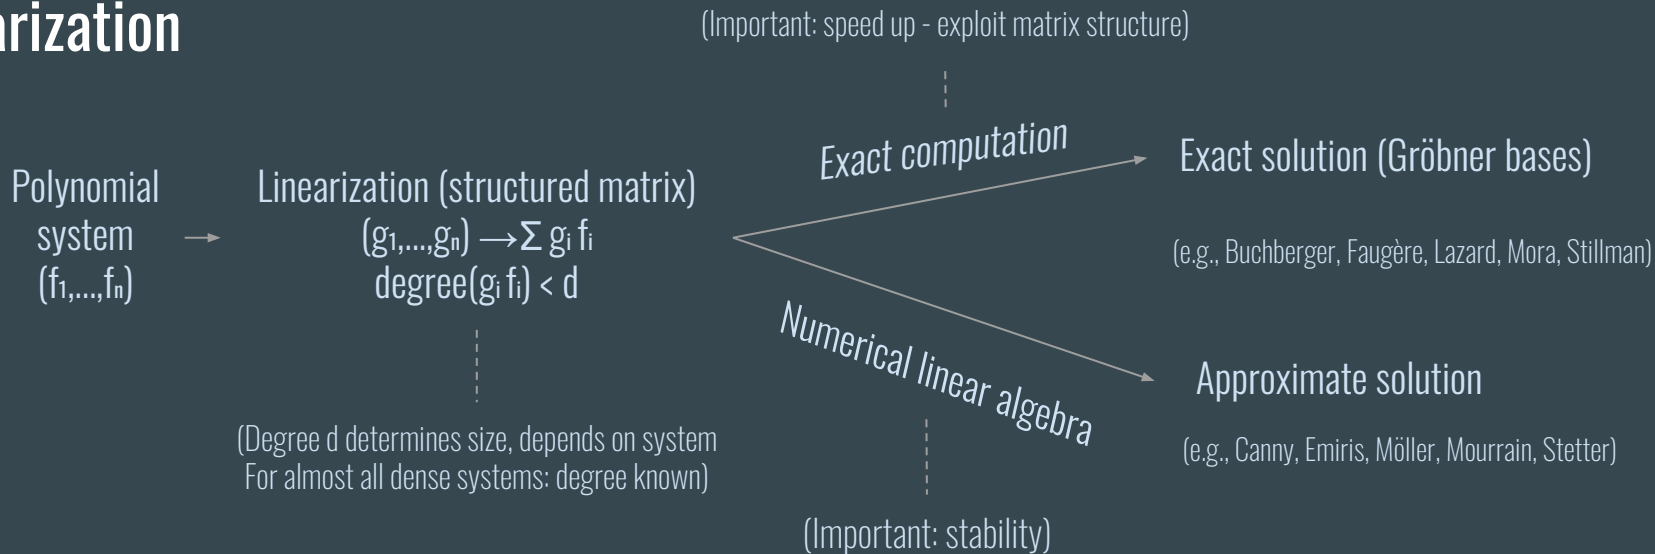 arization
(Important: speed up - exploit matrix structure)
Polynomial
system
(f₁,...,fₙ)
Linearization (structured matrix)
(g₁,...,gₙ) →Σ gᵢ fᵢ
degree(gᵢ fᵢ) < d
(Degree d determines size, depends on system
For almost all dense systems: degree known)
Exact computation
Exact solution (Gröbner bases)
(e.g., Buchberger, Faugère, Lazard, Mora, Stillman)
Numerical linear algebra
(Important: stability)
Approximate solution
(e.g., Canny, Emiris, Möller, Mourrain, Stetter)